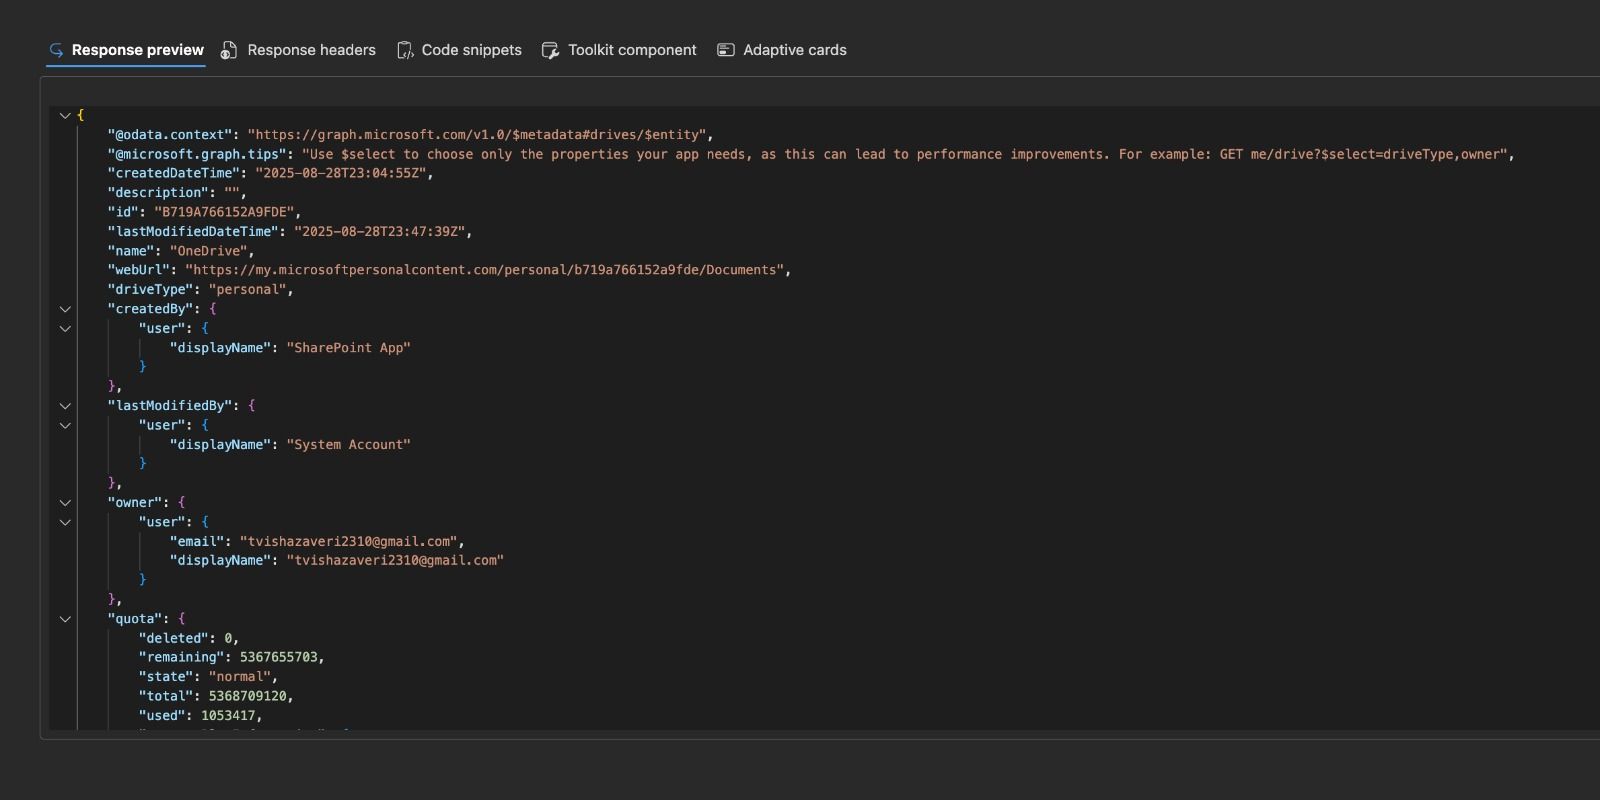 Response preview Response headers Code snippets Toolkit component Adaptive cards
{
"@odata.context": "https://graph.microsoft.com/v1.0/$metadata#drives/$entity",
"@microsoft.graph.tips": "Use $select to choose only the properties your app needs, as this can lead to performance improvements. For example: GET me/drive?$select=driveType,owner",
"createdDateTime": "2025-08-28T23:04:55Z",
"description": "",
"id": "B719A766152A9FDE",
"lastModifiedDateTime": "2025-08-28T23:47:39Z",
"name": "OneDrive",
"webUrl": "https://my.microsoftpersonalcontent.com/personal/b719a766152a9fde/Documents",
"driveType": "personal",
"createdBy": {
"user": {
"displayName": "SharePoint App"
}
},
"lastModifiedBy": {
"user": {
"displayName": "System Account"
}
},
"owner": {
"user": {
"email": "tvishazaveri2310@gmail.com",
"displayName": "tvishazaveri2310@gmail.com"
}
},
"quota": {
"deleted": 0,
"remaining": 5367655703,
"state": "normal",
"total": 5368709120,
"used": 1053417,